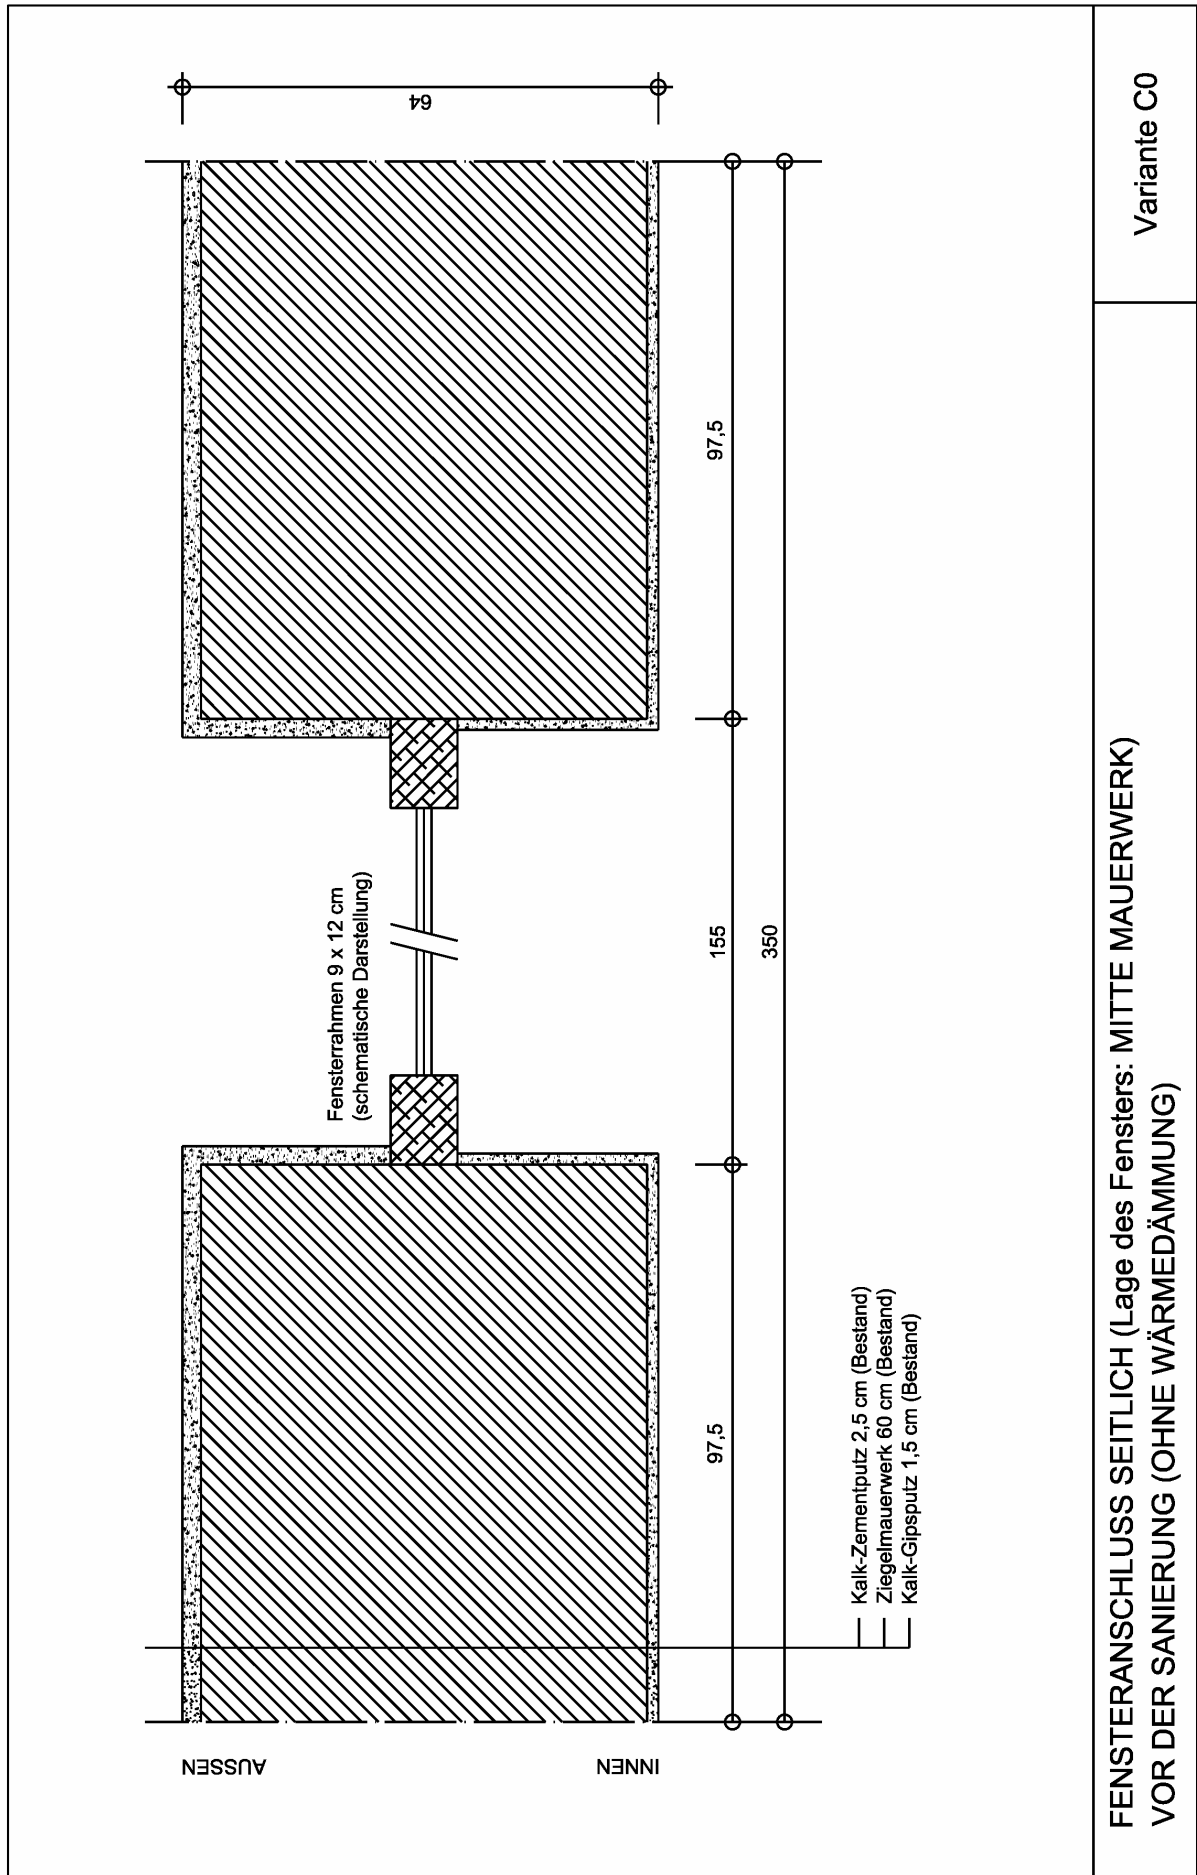 AUSSEN
INNEN
64
Fensterrahmen 9 x 12 cm
(schematische Darstellung)
97,5
155
97,5
350
Kalk-Zementputz 2,5 cm (Bestand)
Ziegelmauerwerk 60 cm (Bestand)
Kalk-Gipsputz 1,5 cm (Bestand)
FENSTERANSCHLUSS SEITLICH (Lage des Fensters: MITTE MAUERWERK)
VOR DER SANIERUNG (OHNE WÄRMEDÄMMUNG)
Variante C0